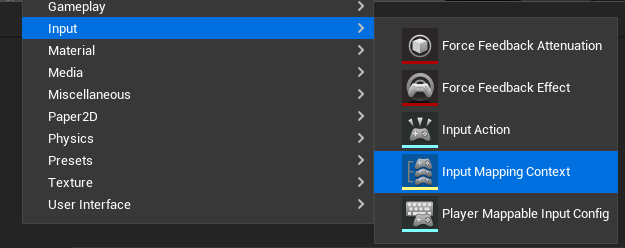 Gameplay
Input
Material
Media
Miscellaneous
Paper2D
Physics
Presets
Texture
User Interface
Force Feedback Attenuation
Force Feedback Effect
Input Action
Input Mapping Context
Player Mappable Input Config